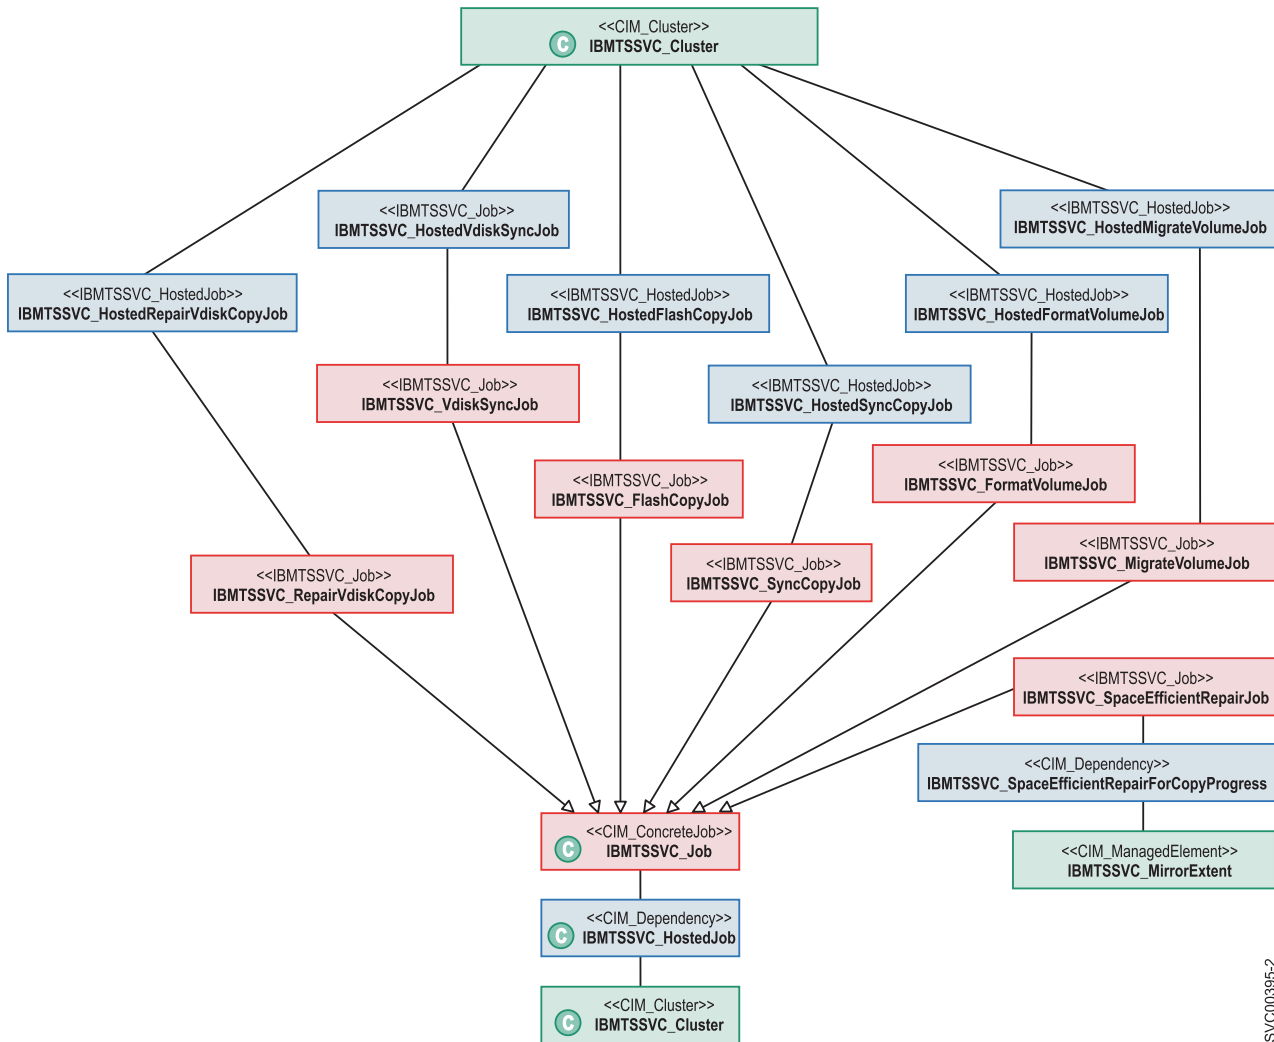 <<CIM_Cluster>>
C IBMTSSVC_Cluster
<<IBMTSSVC_Job>>
IBMTSSVC_HostedVdiskSyncJob
<<IBMTSSVC_HostedJob>>
IBMTSSVC_HostedMigrateVolumeJob
<<IBMTSSVC_HostedJob>>
IBMTSSVC_HostedRepairVdiskCopyJob
<<IBMTSSVC_HostedJob>>
IBMTSSVC_HostedFlashCopyJob
<<IBMTSSVC_HostedJob>>
IBMTSSVC_HostedFormatVolumeJob
<<IBMTSSVC_Job>>
IBMTSSVC_VdiskSyncJob
<<IBMTSSVC_HostedJob>>
IBMTSSVC_HostedSyncCopyJob
<<IBMTSSVC_Job>>
IBMTSSVC_FlashCopyJob
<<IBMTSSVC_Job>>
IBMTSSVC_FormatVolumeJob
<<IBMTSSVC_Job>>
IBMTSSVC_MigrateVolumeJob
<<IBMTSSVC_Job>>
IBMTSSVC_SyncCopyJob
<<IBMTSSVC_Job>>
IBMTSSVC_RepairVdiskCopyJob
<<IBMTSSVC_Job>>
IBMTSSVC_SpaceEfficientRepairJob
<<CIM_Dependency>>
IBMTSSVC_SpaceEfficientRepairForCopyProgress
<<CIM_ManagedElement>>
IBMTSSVC_MirrorExtent
<<CIM_ConcreteJob>>
C IBMTSSVC_Job
<<CIM_Dependency>>
C IBMTSSVC_HostedJob
<<CIM_Cluster>>
C IBMTSSVC_Cluster
SVC00395-2